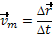 v⃗ₘ = Δr⃗ / Δt